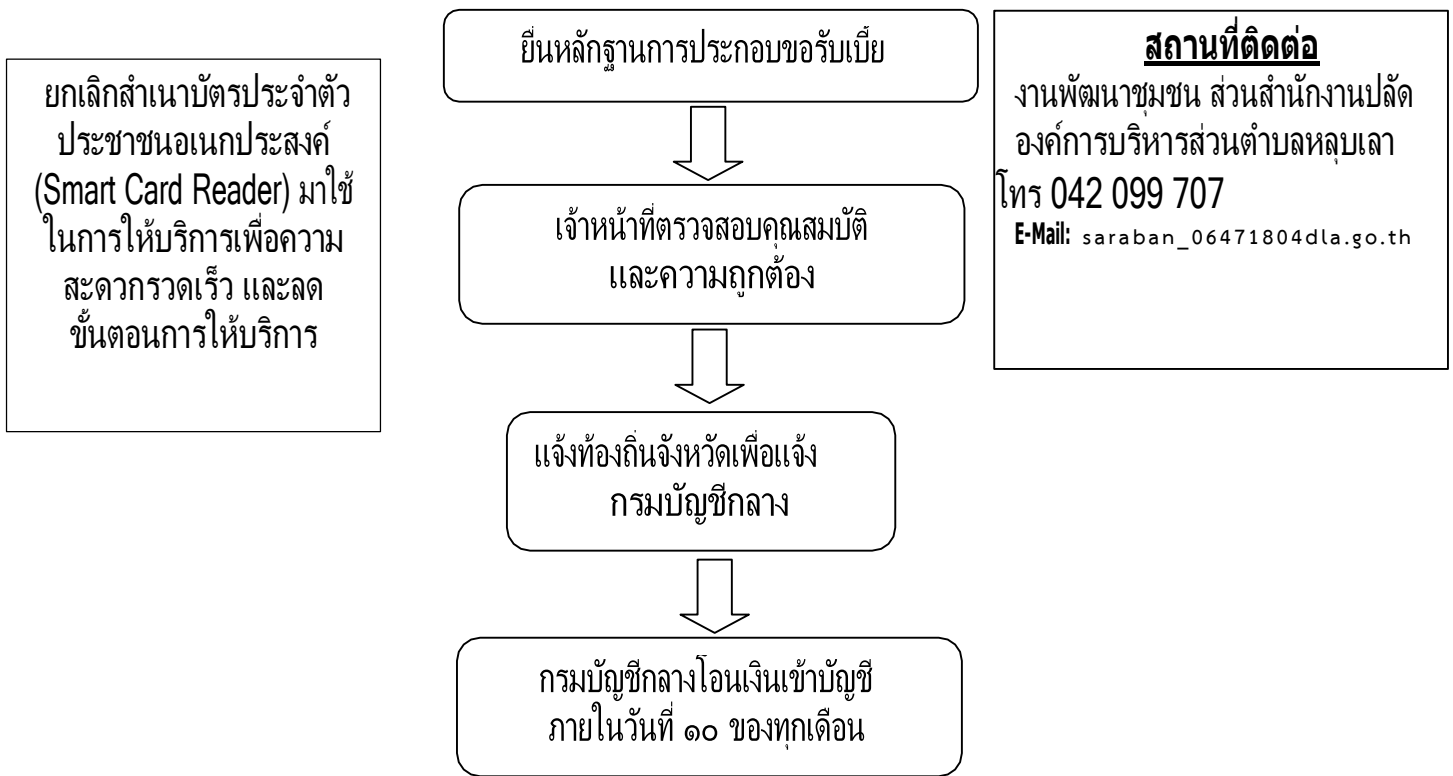 ยกเลิกสำเนาบัตรประจำตัว
ประชาชนอเนกประสงค์
(Smart Card Reader) มาใช้
ในการให้บริการเพื่อความ
สะดวกรวดเร็ว และลด
ขั้นตอนการให้บริการ
ยื่นหลักฐานการประกอบขอรับเบี้ย
เจ้าหน้าที่ตรวจสอบคุณสมบัติ
และความถูกต้อง
แจ้งท้องถิ่นจังหวัดเพื่อแจ้ง
กรมบัญชีกลาง
กรมบัญชีกลางโอนเงินเข้าบัญชี
ภายในวันที่ ๑๐ ของทุกเดือน
สถานที่ติดต่อ
งานพัฒนาชุมชน ส่วนสำนักงานปลัด
องค์การบริหารส่วนตำบลหลุบเลา
โทร 042 099 707
E-Mail: saraban_06471804dla.go.th